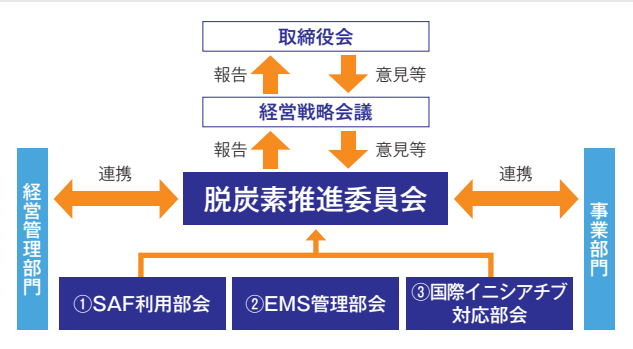 取締役会
報告
意見等
経営戦略会議
報告
意見等
連携
連携
経営管理部門
脱炭素推進委員会
事業部門
①SAF利用部会
②EMS管理部会
③国際イニシアチブ
対応部会